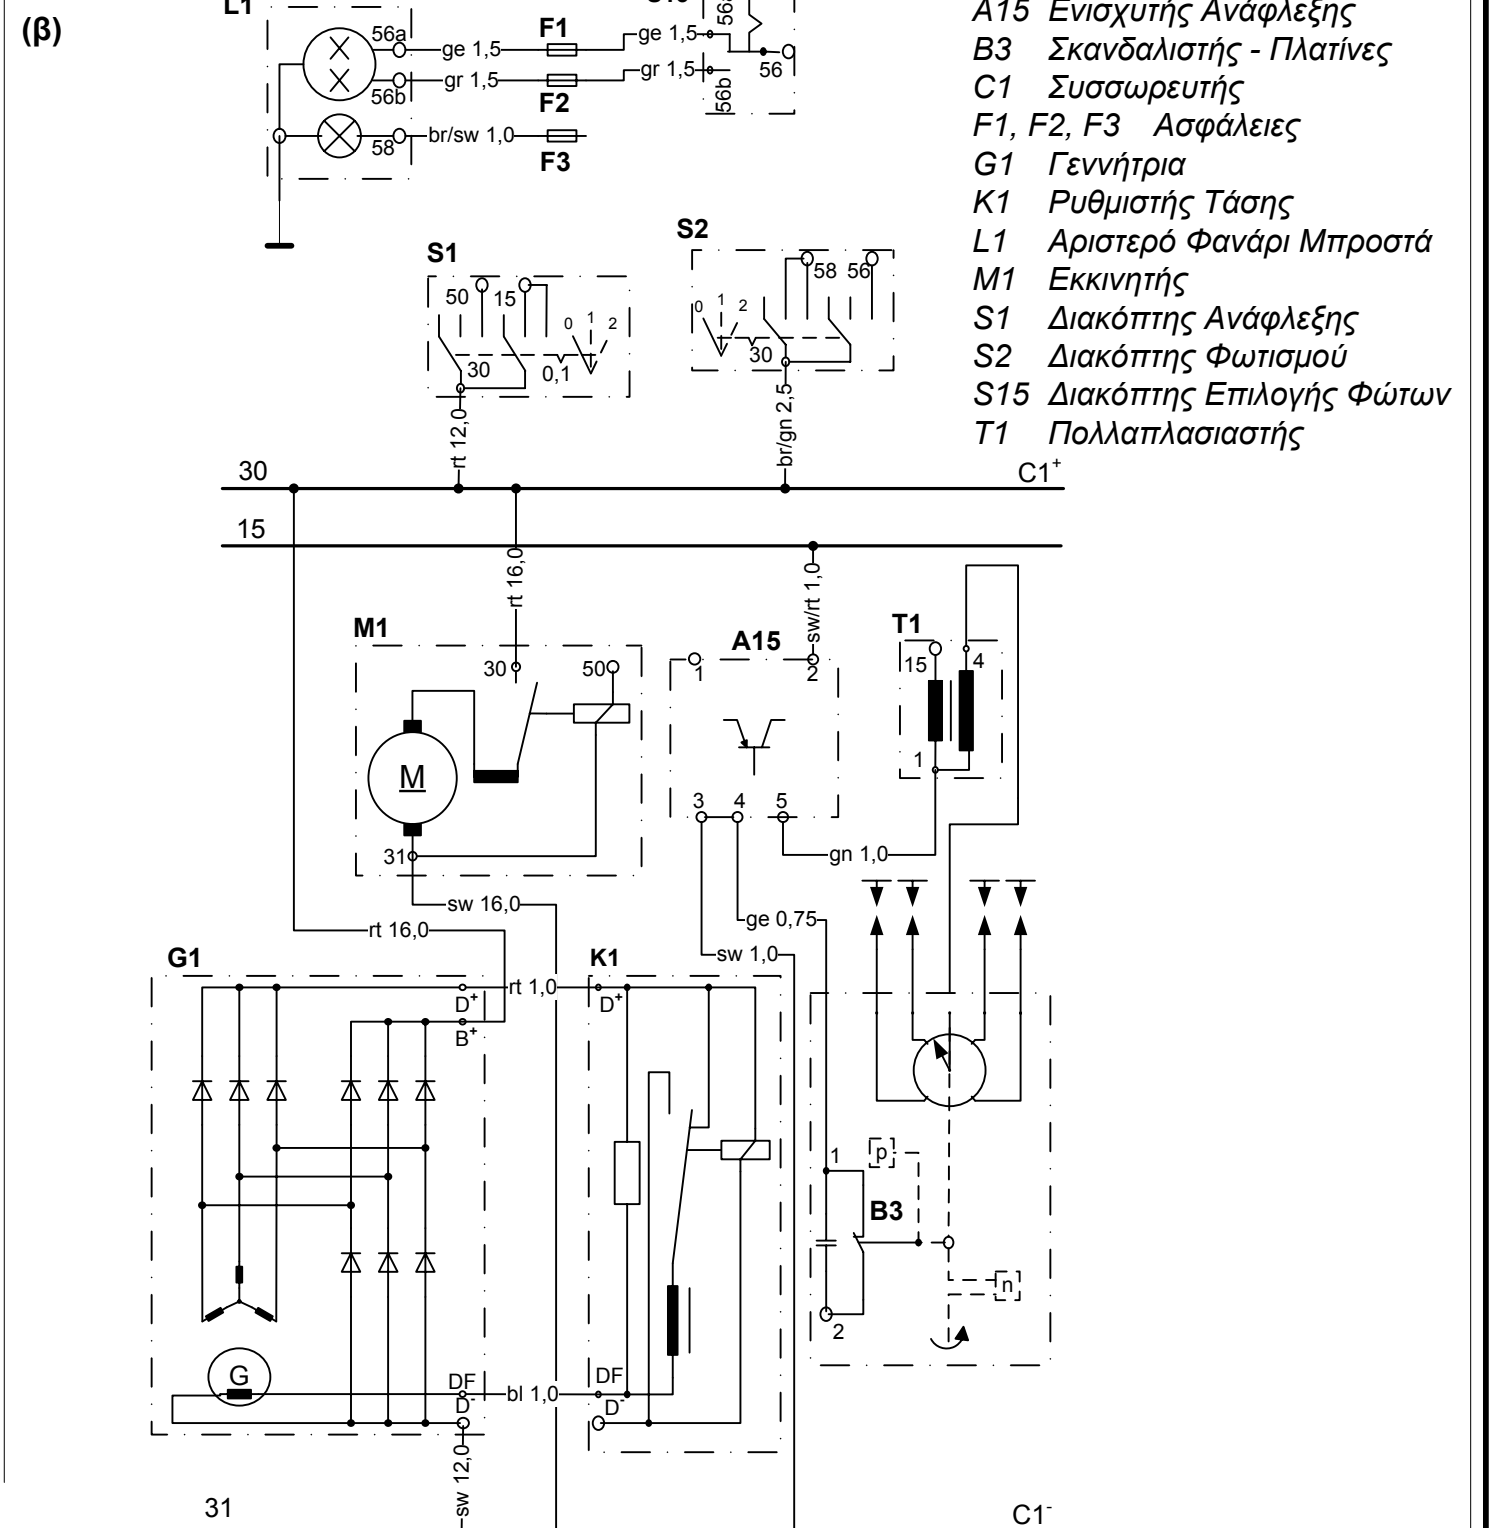 (β)
L1
56a
ge 1,5
F1
ge 1,5
56a
56b
gr 1,5
F2
gr 1,5
56b
56
58
br/sw 1,0
F3
A15 Ενισχυτής Ανάφλεξης
B3 Σκανδαλιστής - Πλατίνες
C1 Συσσωρευτής
F1, F2, F3 Ασφάλειες
G1 Γεννήτρια
K1 Ρυθμιστής Τάσης
L1 Αριστερό Φανάρι Μπροστά
M1 Εκκινητής
S1 Διακόπτης Ανάφλεξης
S2 Διακόπτης Φωτισμού
S15 Διακόπτης Επιλογής Φώτων
T1 Πολλαπλασιαστής
S1
50 15
0 1 2
30
0,1
rt 12,0
S2
58 56
0 1 2
30
br/gn 2,5
30
C1+
15
rt 16,0
sw/rt 1,0
M1
30
50
M
31
sw 16,0
rt 16,0
A15
1
2
3 4 5
T1
15
4
1
gn 1,0
ge 0,75
sw 1,0
G1
D+
B+
rt 1,0
K1
D+
G
DF
D-
bl 1,0
DF
D-
sw 12,0
1
p
B3
n
2
31
C1-